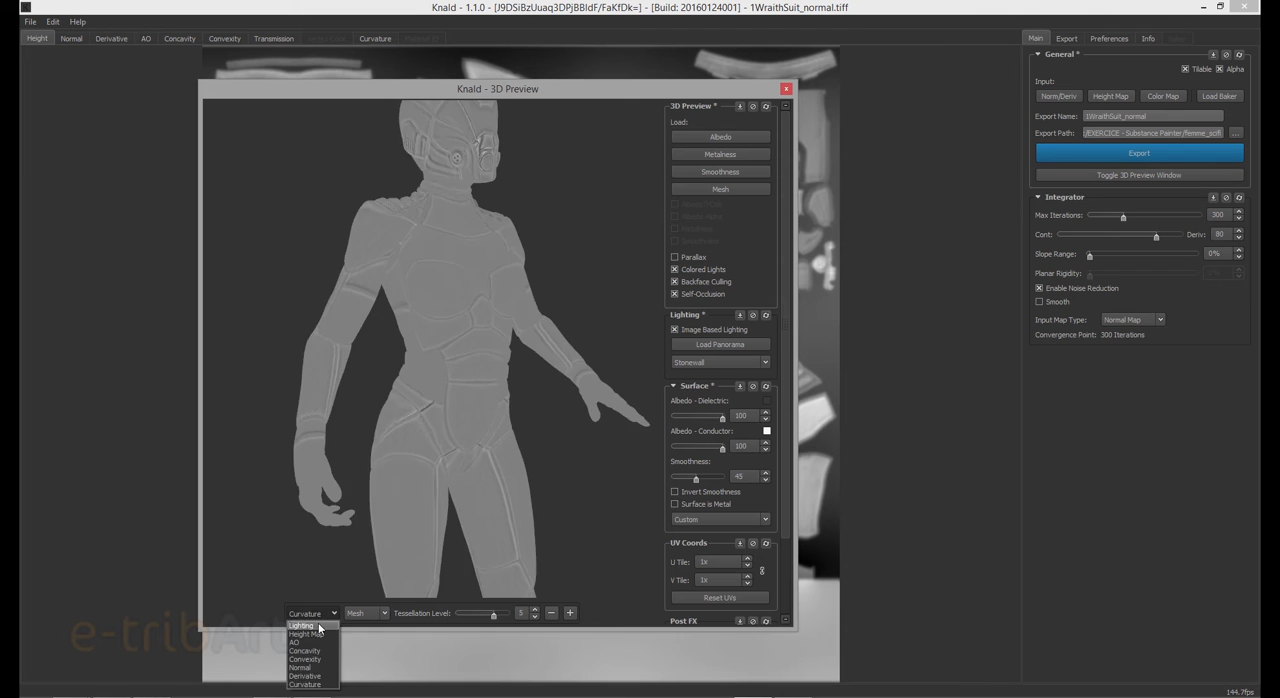 Knald - 1.1.0 - [J9DSiBzUuaq3DPjBBIdF/FaKfDk=] - [Build: 20160124001] - 1WraithSuit_normal.tiff
File Edit Help
Height Normal Derivative AO Concavity Convexity Transmission Curvature
Main Export Preferences Info
General *
Tilable Alpha
Input:
Norm/Deriv Height Map Color Map Load Baker
Export Name: 1WraithSuit_normal
Export Path: /EXERCICE - Substance Painter/femme_scifi ...
Export
Toggle 3D Preview Window
Integrator
Max Iterations: 300
Cont: Deriv: 80
Slope Range: 0%
Planar Rigidity:
Enable Noise Reduction
Smooth
Input Map Type: Normal Map
Convergence Point: 300 Iterations
Knald - 3D Preview
3D Preview *
Load:
Albedo
Metalness
Smoothness
Mesh
Parallax
Colored Lights
Backface Culling
Self-Occlusion
Lighting *
Image Based Lighting
Load Panorama
Stonewall
Surface *
Albedo - Dielectric:
100
Albedo - Conductor:
100
Smoothness:
45
Invert Smoothness
Surface is Metal
Custom
UV Coords
U Tile: 1x
V Tile: 1x
Reset UVs
Post FX
Curvature Mesh Tessellation Level: 5
Lighting
Height Map
AO
Concavity
Convexity
Normal
Derivative
Curvature
e-tribArt
144.7fps